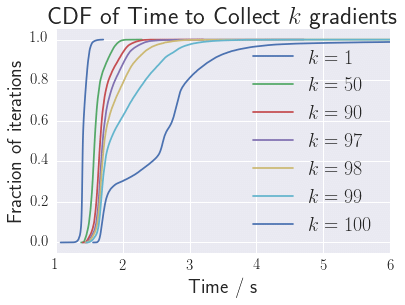 CDF of Time to Collect k gradients
Fraction of iterations
1.0
0.8
0.6
0.4
0.2
0.0
k = 1
k = 50
k = 90
k = 97
k = 98
k = 99
k = 100
1 2 3 4 5 6
Time / s